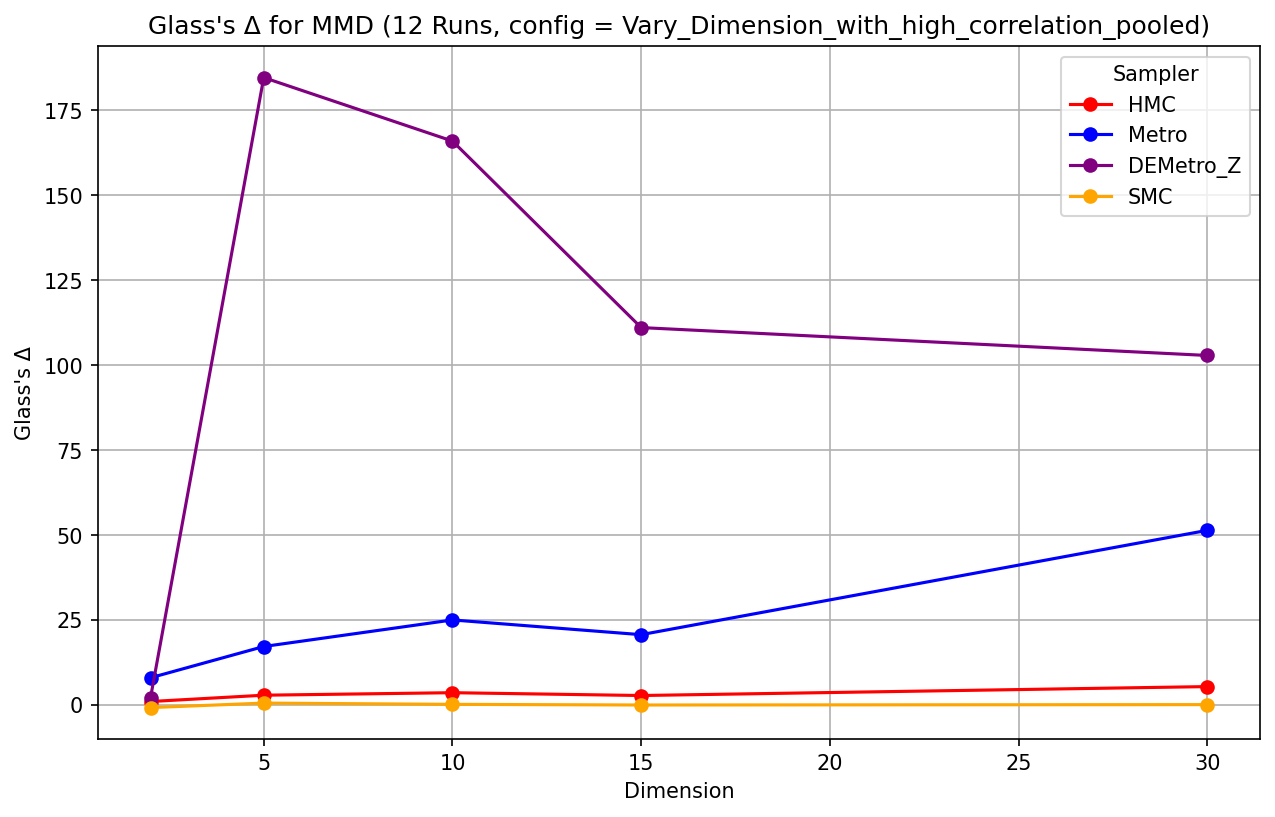 Glass's Δ for MMD (12 Runs, config = Vary_Dimension_with_high_correlation_pooled)
Sampler
HMC
Metro
DEMetro_Z
SMC
175
150
125
100
75
50
25
0
Glass's Δ
5 10 15 20 25 30
Dimension